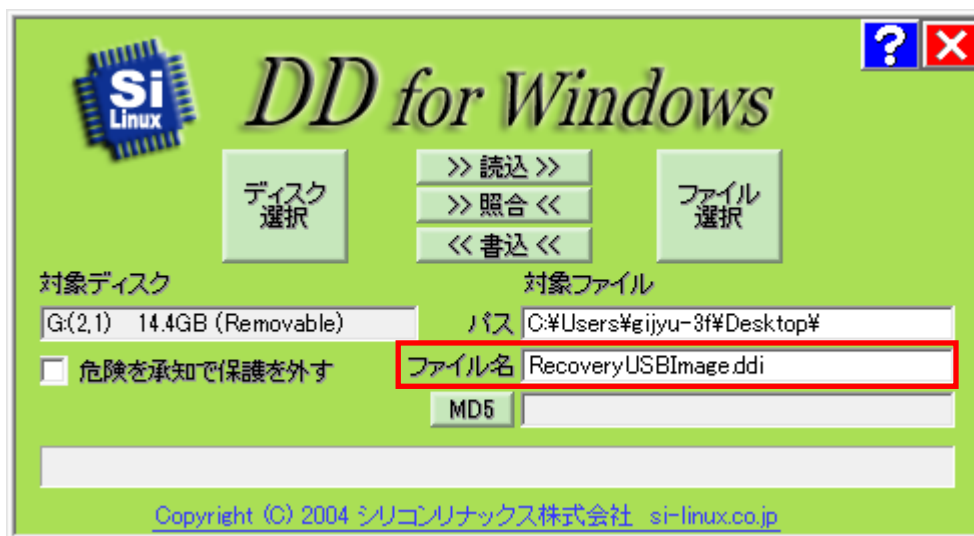 Si
Linux
DD for Windows
?
ディスク
選択
>> 読込 >>
>> 照合 <<
<< 書込 <<
ファイル
選択
対象ディスク
対象ファイル
G:(2,1) 14.4GB (Removable)
パス C:¥Users¥gijyu-3f¥Desktop¥
危険を承知で保護を外す
ファイル名 RecoveryUSBImage.ddi
MD5
Copyright (C) 2004 シリコンリナックス株式会社 si-linux.co.jp